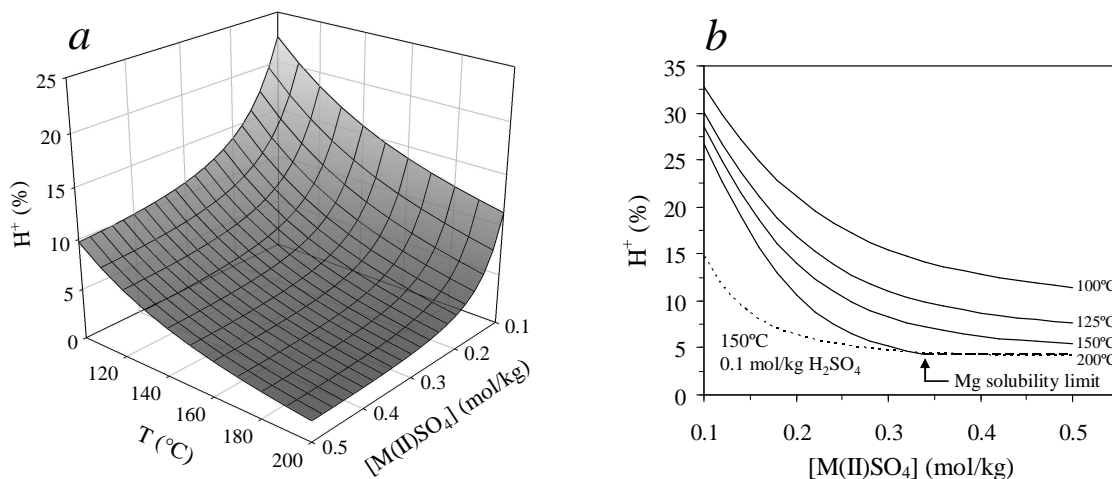 a
25
20
15
10
5
0
H⁺ (%)
120
140
160
180
200
T (°C)
0.5
0.4
0.3
0.2
0.1
[M(II)SO₄] (mol/kg)
b
35
30
25
20
15
10
5
0
H⁺ (%)
100ºC
125ºC
150ºC
200ºC
150ºC
0.1 mol/kg H₂SO₄
Mg solubility limit
0.1 0.2 0.3 0.4 0.5
[M(II)SO₄] (mol/kg)